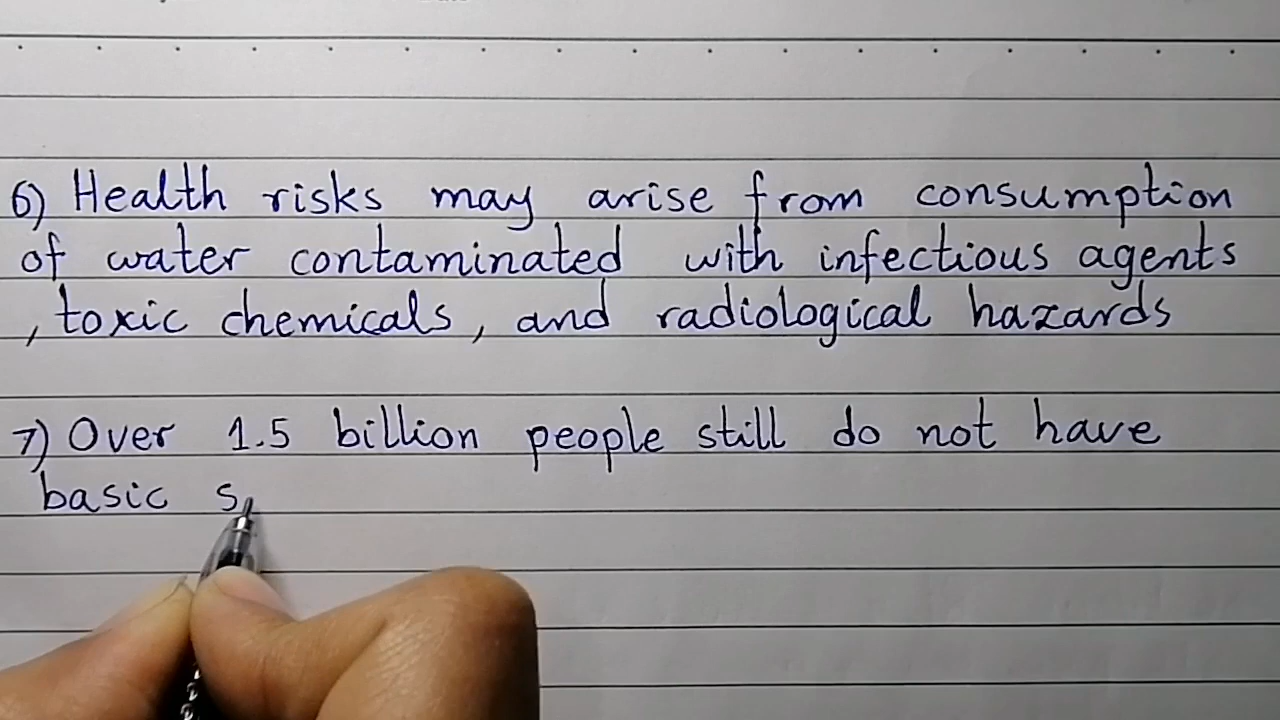 6) Health risks may arise from consumption
of water contaminated with infectious agents
, toxic chemicals, and radiological hazards
7) Over 1.5 billion people still do not have
basic s